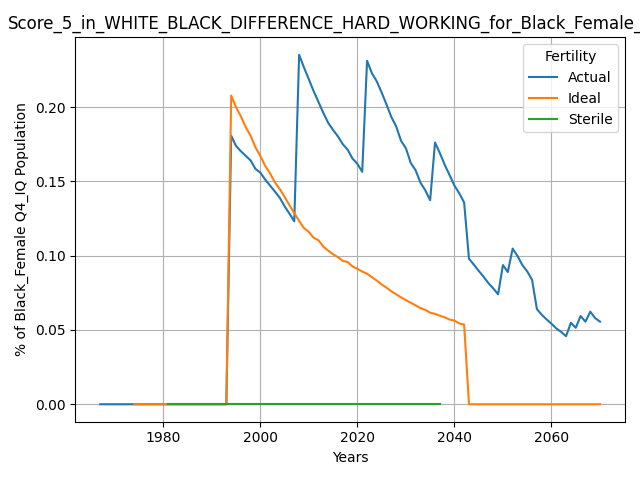 Score_5_in_WHITE_BLACK_DIFFERENCE_HARD_WORKING_for_Black_Female_
% of Black_Female Q4_IQ Population
0.20
0.15
0.10
0.05
0.00
Fertility
Actual
Ideal
Sterile
1980 2000 2020 2040 2060
Years